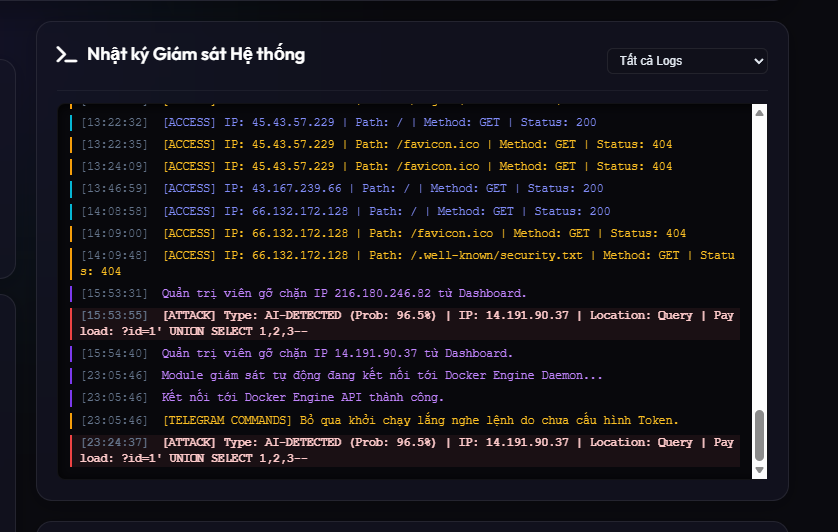 Nhật ký Giám sát Hệ thống
Tất cả Logs
[13:22:32] [ACCESS] IP: 45.43.57.229 | Path: / | Method: GET | Status: 200
[13:22:35] [ACCESS] IP: 45.43.57.229 | Path: /favicon.ico | Method: GET | Status: 404
[13:24:09] [ACCESS] IP: 45.43.57.229 | Path: /favicon.ico | Method: GET | Status: 404
[13:46:59] [ACCESS] IP: 43.167.239.66 | Path: / | Method: GET | Status: 200
[14:08:58] [ACCESS] IP: 66.132.172.128 | Path: / | Method: GET | Status: 200
[14:09:00] [ACCESS] IP: 66.132.172.128 | Path: /favicon.ico | Method: GET | Status: 404
[14:09:48] [ACCESS] IP: 66.132.172.128 | Path: /.well-known/security.txt | Method: GET | Statu
s: 404
[15:53:31] Quản trị viên gỡ chặn IP 216.180.246.82 từ Dashboard.
[15:53:55] [ATTACK] Type: AI-DETECTED (Prob: 96.5%) | IP: 14.191.90.37 | Location: Query | Pay
load: ?id=1' UNION SELECT 1,2,3--
[15:54:40] Quản trị viên gỡ chặn IP 14.191.90.37 từ Dashboard.
[23:05:46] Module giám sát tự động đang kết nối tới Docker Engine Daemon...
[23:05:46] Kết nối tới Docker Engine API thành công.
[23:05:46] [TELEGRAM COMMANDS] Bỏ qua khởi chạy lắng nghe lệnh do chưa cấu hình Token.
[23:24:37] [ATTACK] Type: AI-DETECTED (Prob: 96.5%) | IP: 14.191.90.37 | Location: Query | Pay
load: ?id=1' UNION SELECT 1,2,3--